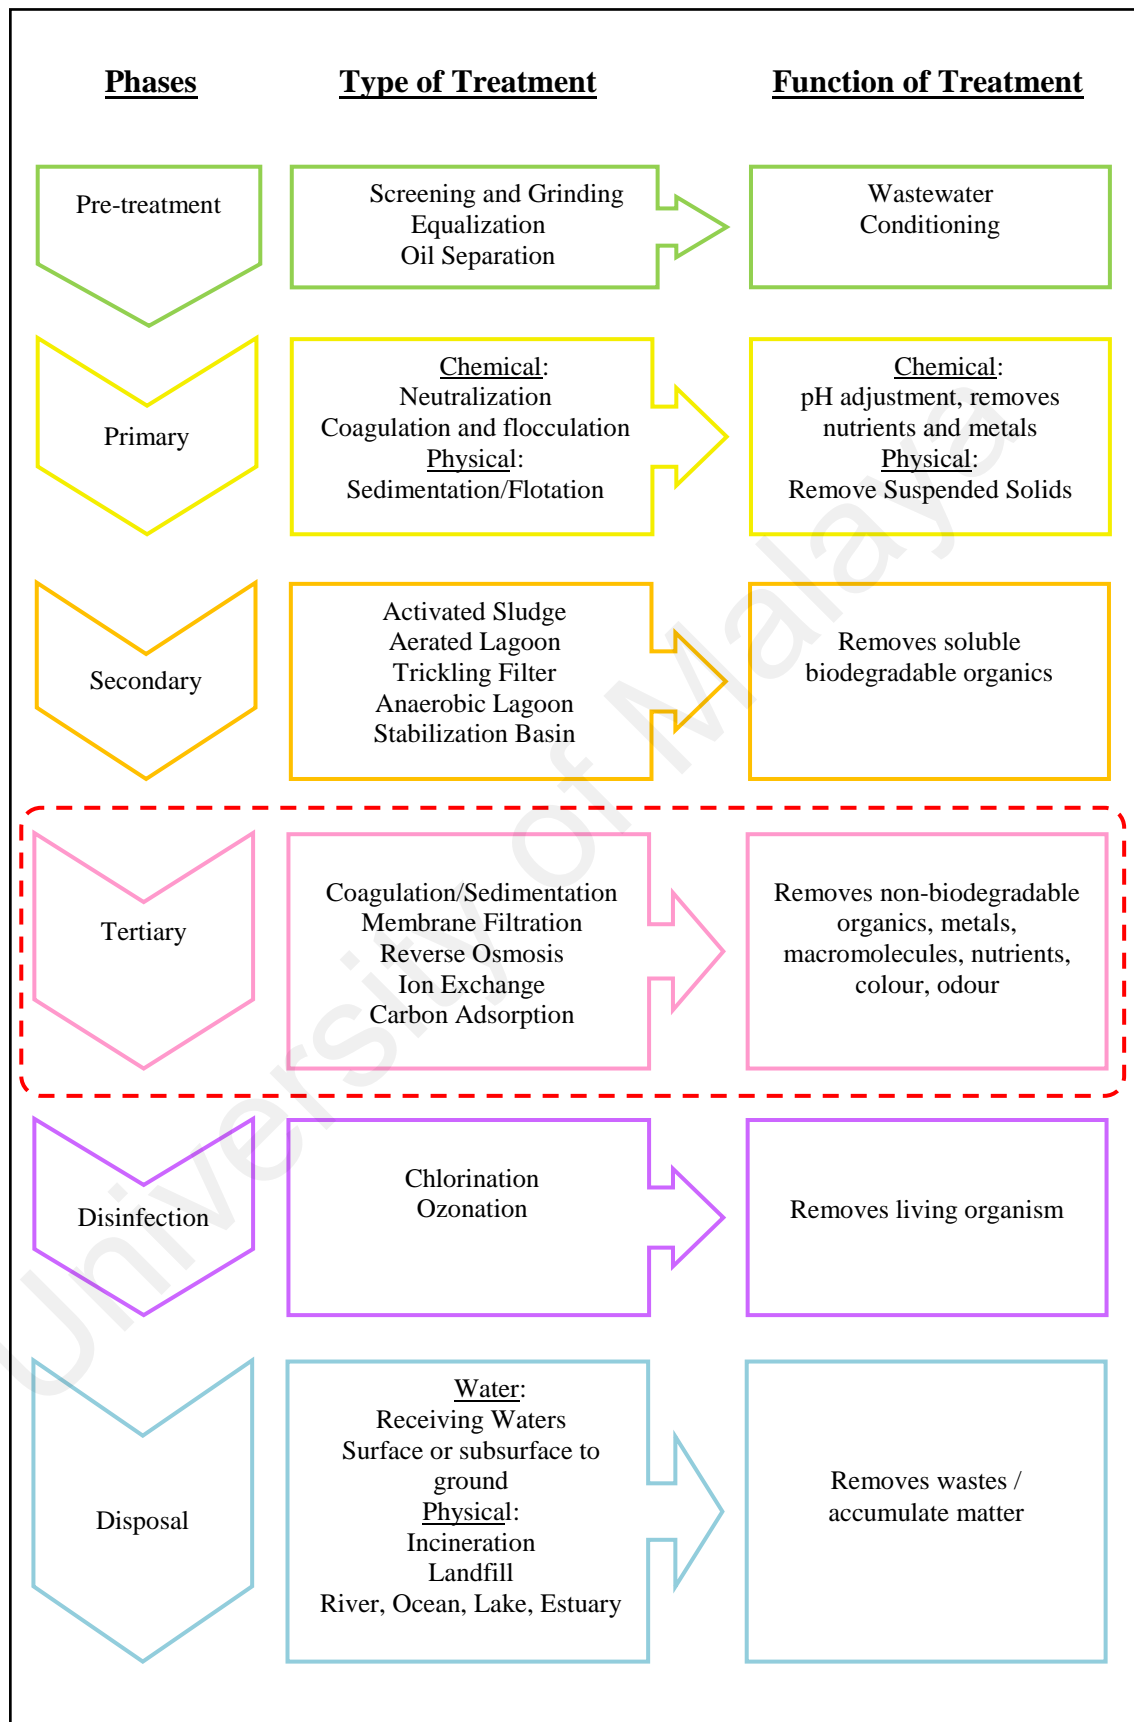 Phases
Type of Treatment
Function of Treatment
Pre-treatment
Screening and Grinding
Equalization
Oil Separation
Wastewater
Conditioning
Primary
Chemical:
Neutralization
Coagulation and flocculation
Physical:
Sedimentation/Flotation
Chemical:
pH adjustment, removes
nutrients and metals
Physical:
Remove Suspended Solids
Secondary
Activated Sludge
Aerated Lagoon
Trickling Filter
Anaerobic Lagoon
Stabilization Basin
Removes soluble
biodegradable organics
Tertiary
Coagulation/Sedimentation
Membrane Filtration
Reverse Osmosis
Ion Exchange
Carbon Adsorption
Removes non-biodegradable
organics, metals,
macromolecules, nutrients,
colour, odour
Disinfection
Chlorination
Ozonation
Removes living organism
Disposal
Water:
Receiving Waters
Surface or subsurface to
ground
Physical:
Incineration
Landfill
River, Ocean, Lake, Estuary
Removes wastes /
accumulate matter
University of Malaya